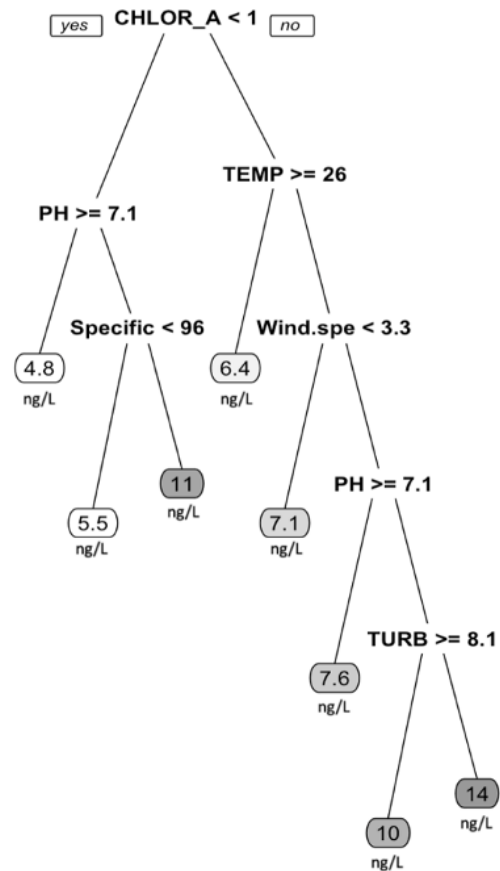 yes CHLOR_A < 1 no
TEMP >= 26
PH >= 7.1
Specific < 96 Wind.spe < 3.3
4.8 6.4
ng/L ng/L
11 PH >= 7.1
ng/L
5.5 7.1
ng/L ng/L
TURB >= 8.1
7.6
ng/L
14
ng/L
10
ng/L